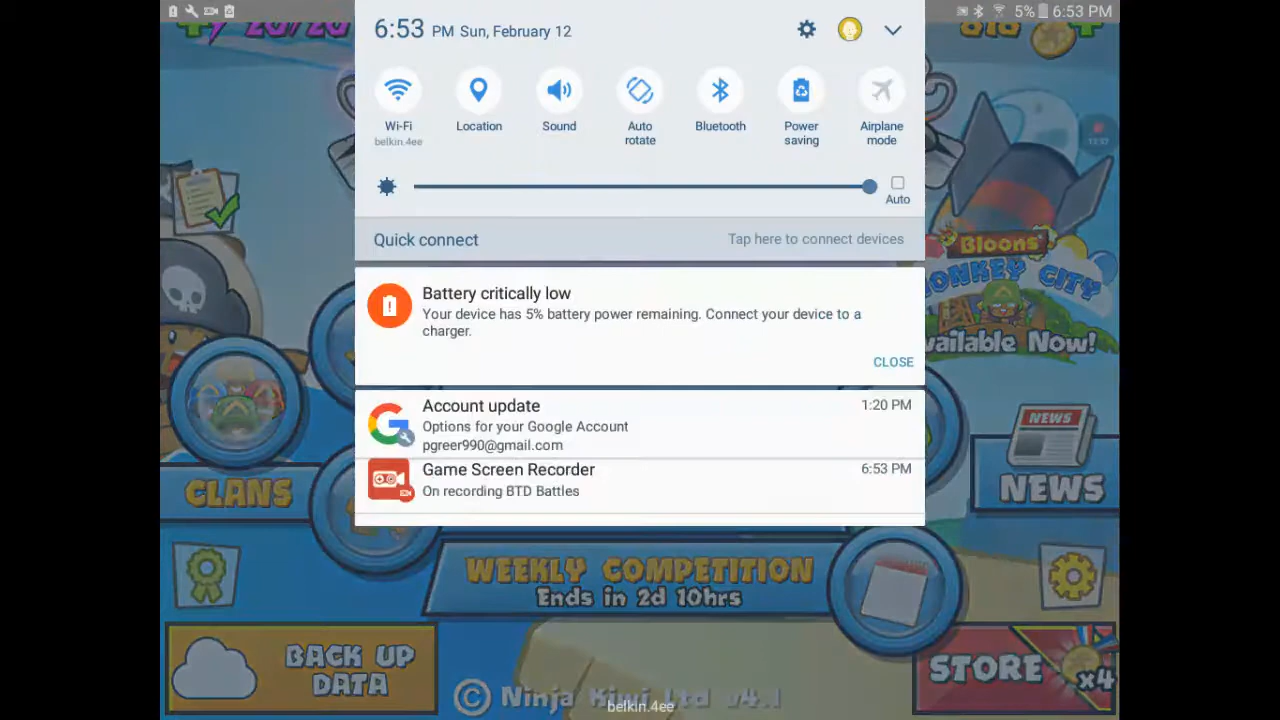 5% 6:53 PM
20/20
6:53 PM Sun, February 12
Wi-Fi
belkin.4ee
Location
Sound
Auto
rotate
Bluetooth
Power
saving
Airplane
mode
Auto
Quick connect
Tap here to connect devices
Battery critically low
Your device has 5% battery power remaining. Connect your device to a
charger.
CLOSE
Account update
1:20 PM
Options for your Google Account
pgreer990@gmail.com
Game Screen Recorder
6:53 PM
On recording BTD Battles
Bloons
MONKEY CITY
Available Now!
CLANS
NEWS
NEWS
WEEKLY COMPETITION
Ends in 2d 10hrs
BACK UP
DATA
STORE
x4
© Ninja Kiwi Ltd v4.1
belkin.4ee